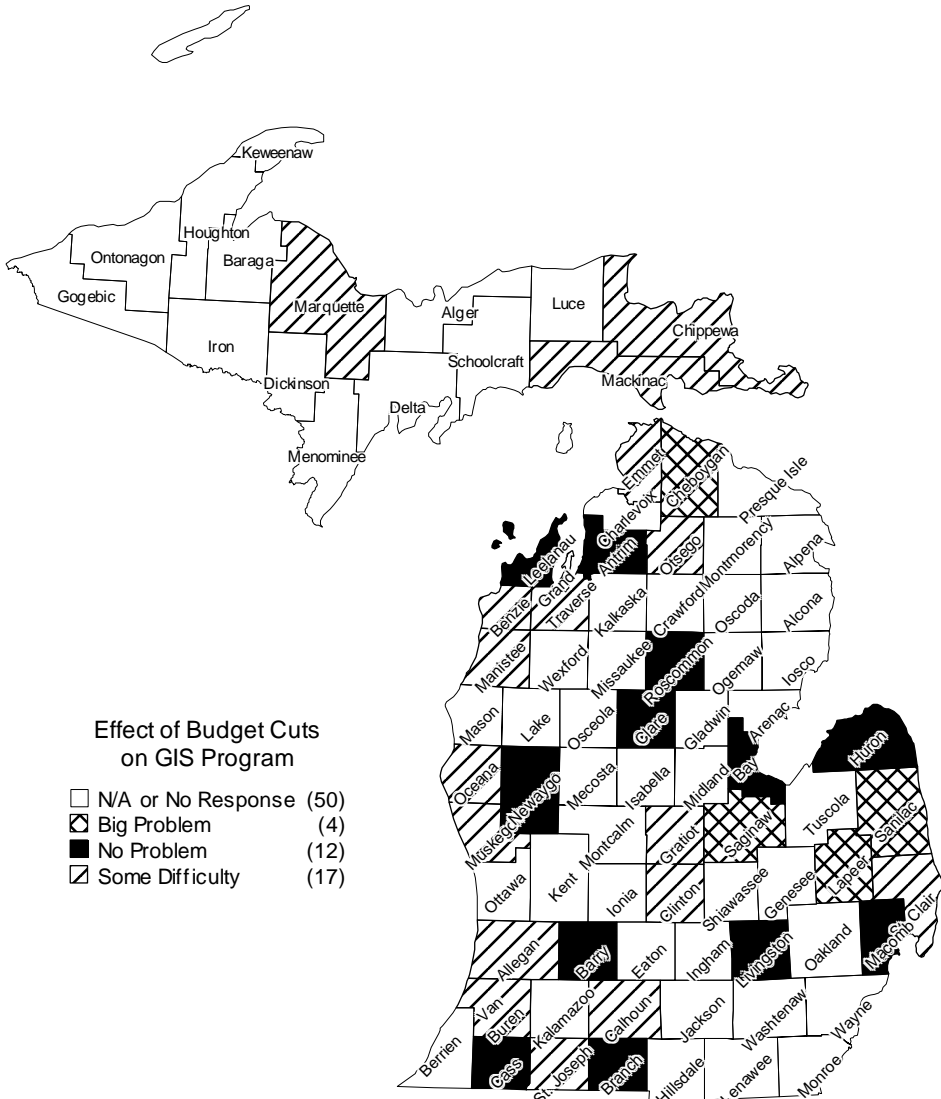 Keweenaw
Houghton
Ontonagon
Baraga
Gogebic
Marquette
Alger
Luce
Chippewa
Iron
Schoolcraft
Dickinson
Mackinac
Delta
Menominee
Emmet
Cheboygan
Presque Isle
Charlevoix
Leelanau
Antrim
Otsego
Montmorency
Alpena
Benzie
Grand
Traverse
Kalkaska
Crawford
Oscoda
Alcona
Manistee
Wexford
Missaukee
Roscommon
Ogemaw
Iosco
Mason
Lake
Osceola
Clare
Gladwin
Arenac
Effect of Budget Cuts
on GIS Program
N/A or No Response (50)
Big Problem (4)
No Problem (12)
Some Difficulty (17)
Huron
Oceana
Newaygo
Mecosta
Isabella
Midland
Bay
Muskego
Montcalm
Gratiot
Saginaw
Tuscola
Sanilac
Lapeer
Ottawa
Kent
Ionia
Clinton
Shiawassee
Genesee
St. Clair
Allegan
Barry
Eaton
Ingham
Livingston
Oakland
Macomb
Van
Buren
Kalamazoo
Calhoun
Jackson
Washtenaw
Wayne
Berrien
Cass
St. Joseph
Branch
Hillsdale
Lenawee
Monroe